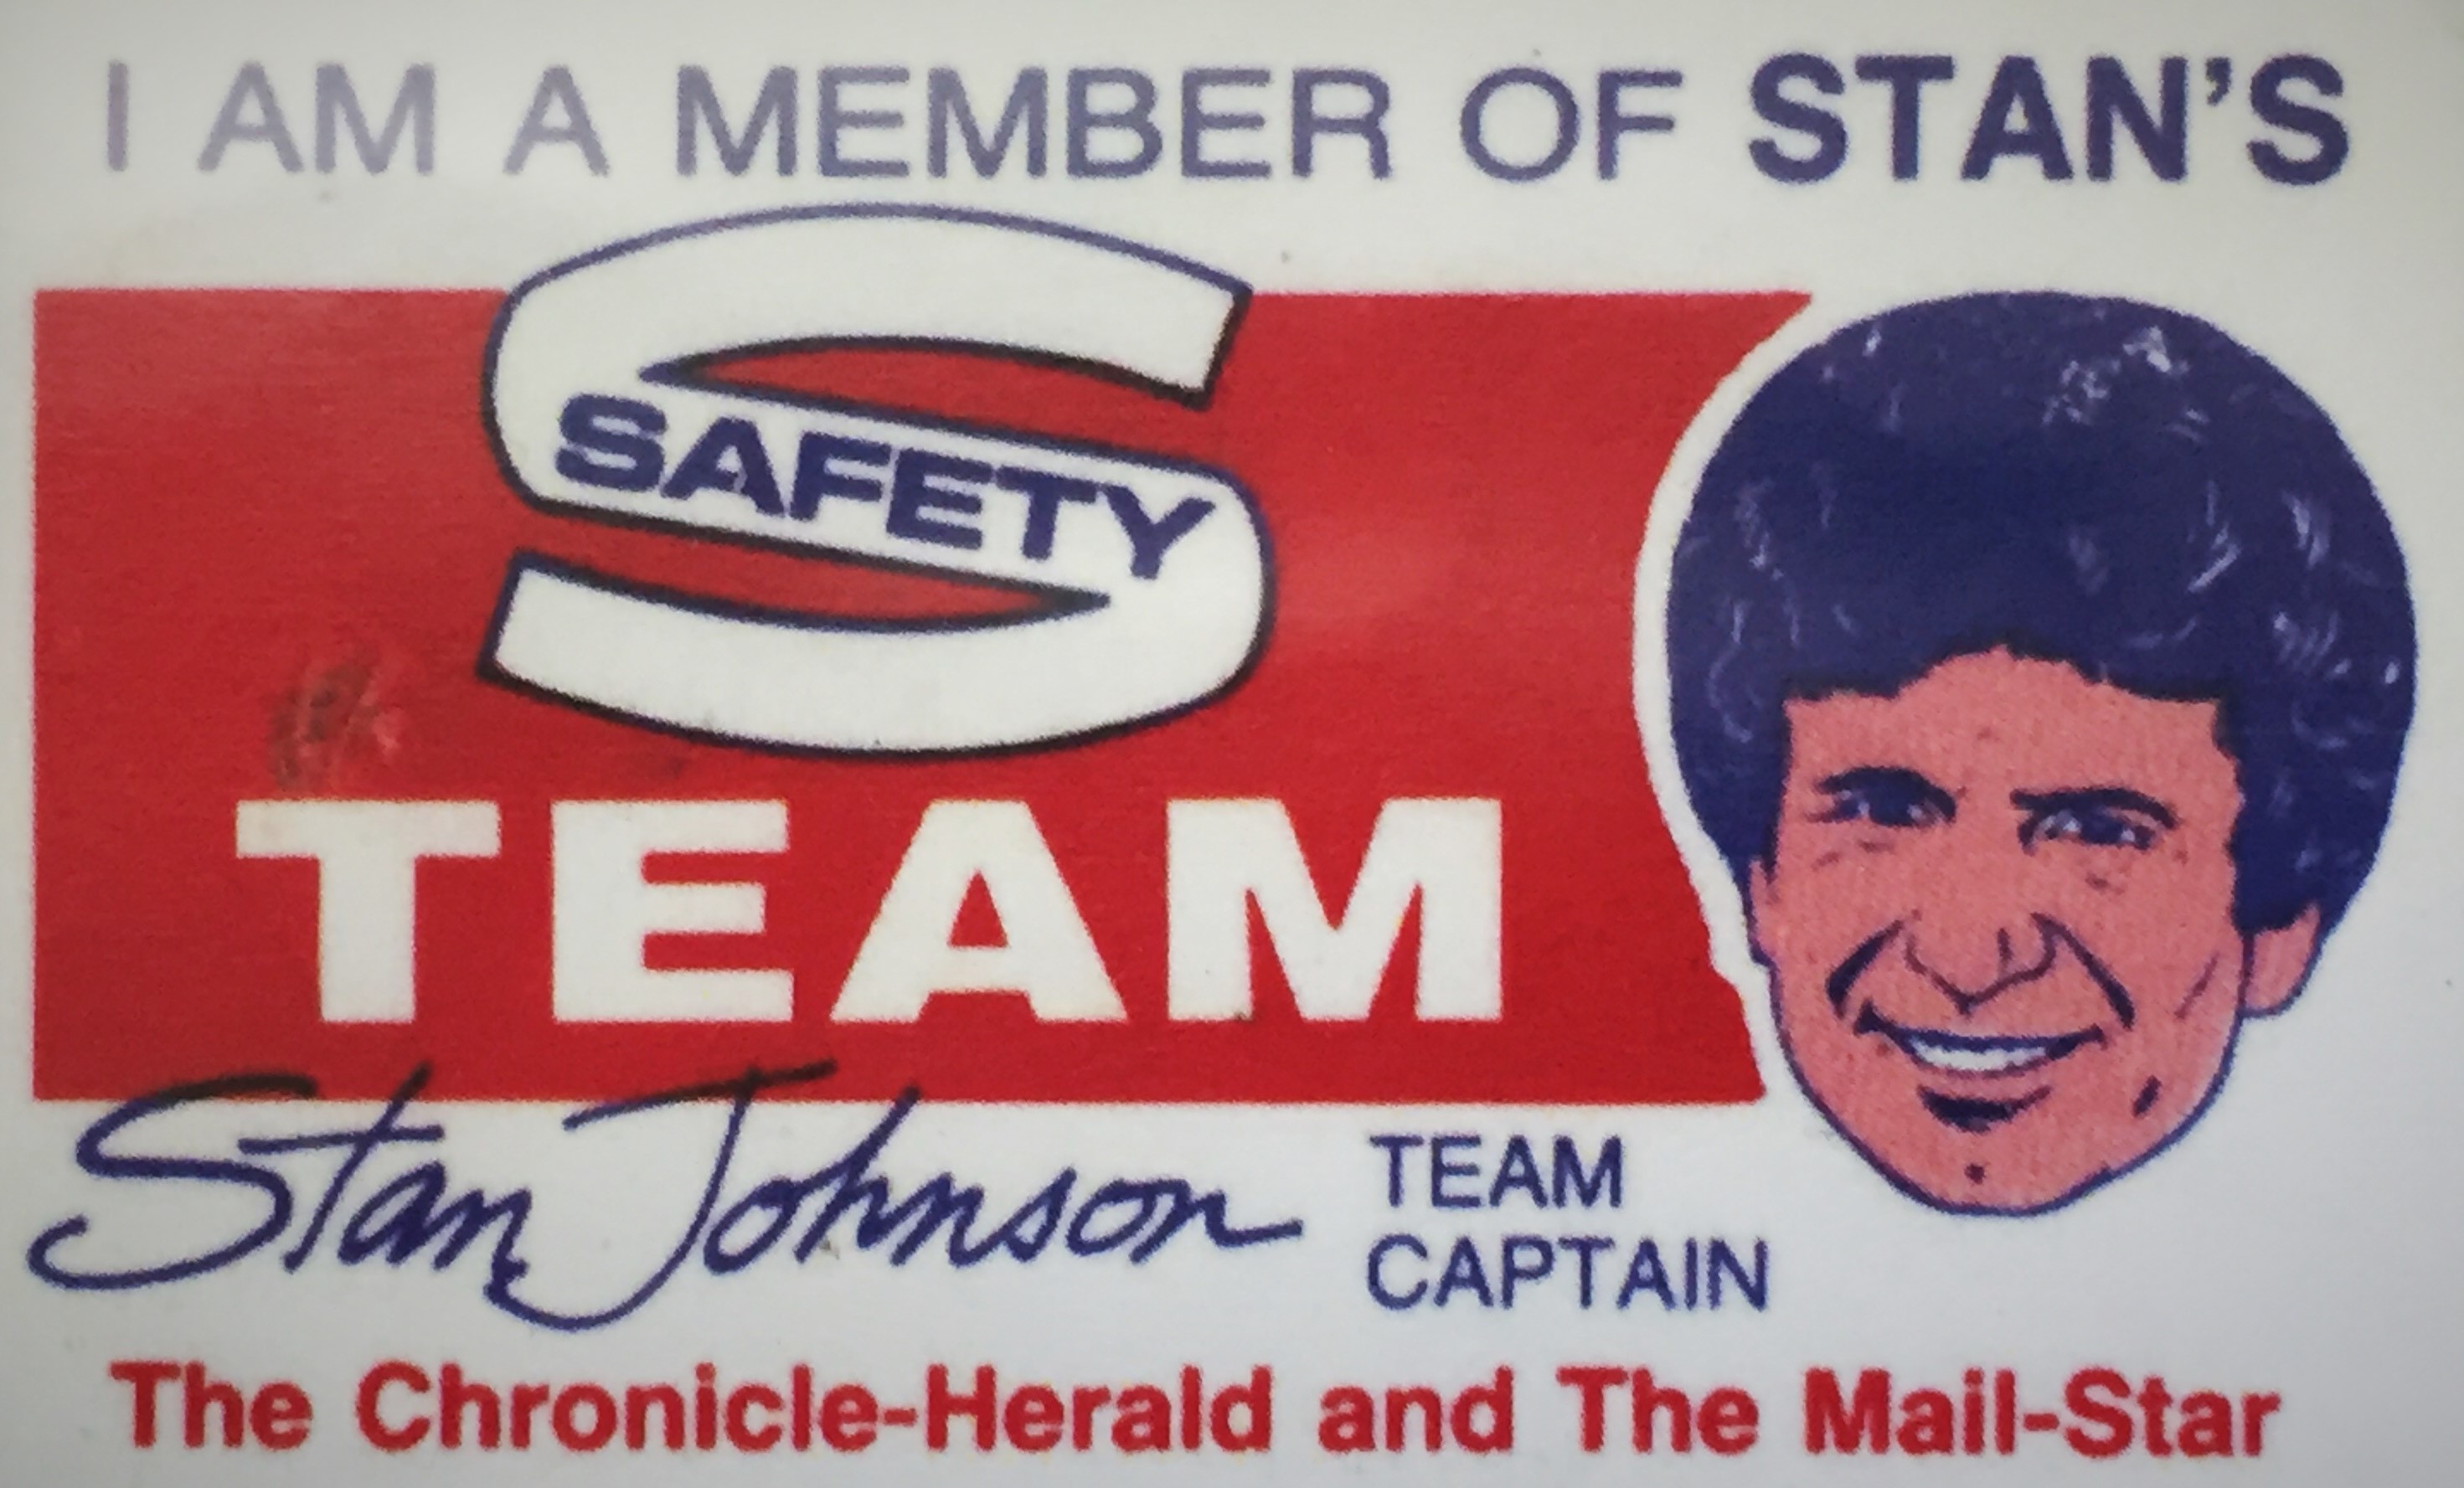 I AM A MEMBER OF STAN'S
SAFETY
TEAM
Stan Johnson
TEAM
CAPTAIN
The Chronicle-Herald and The Mail-Star